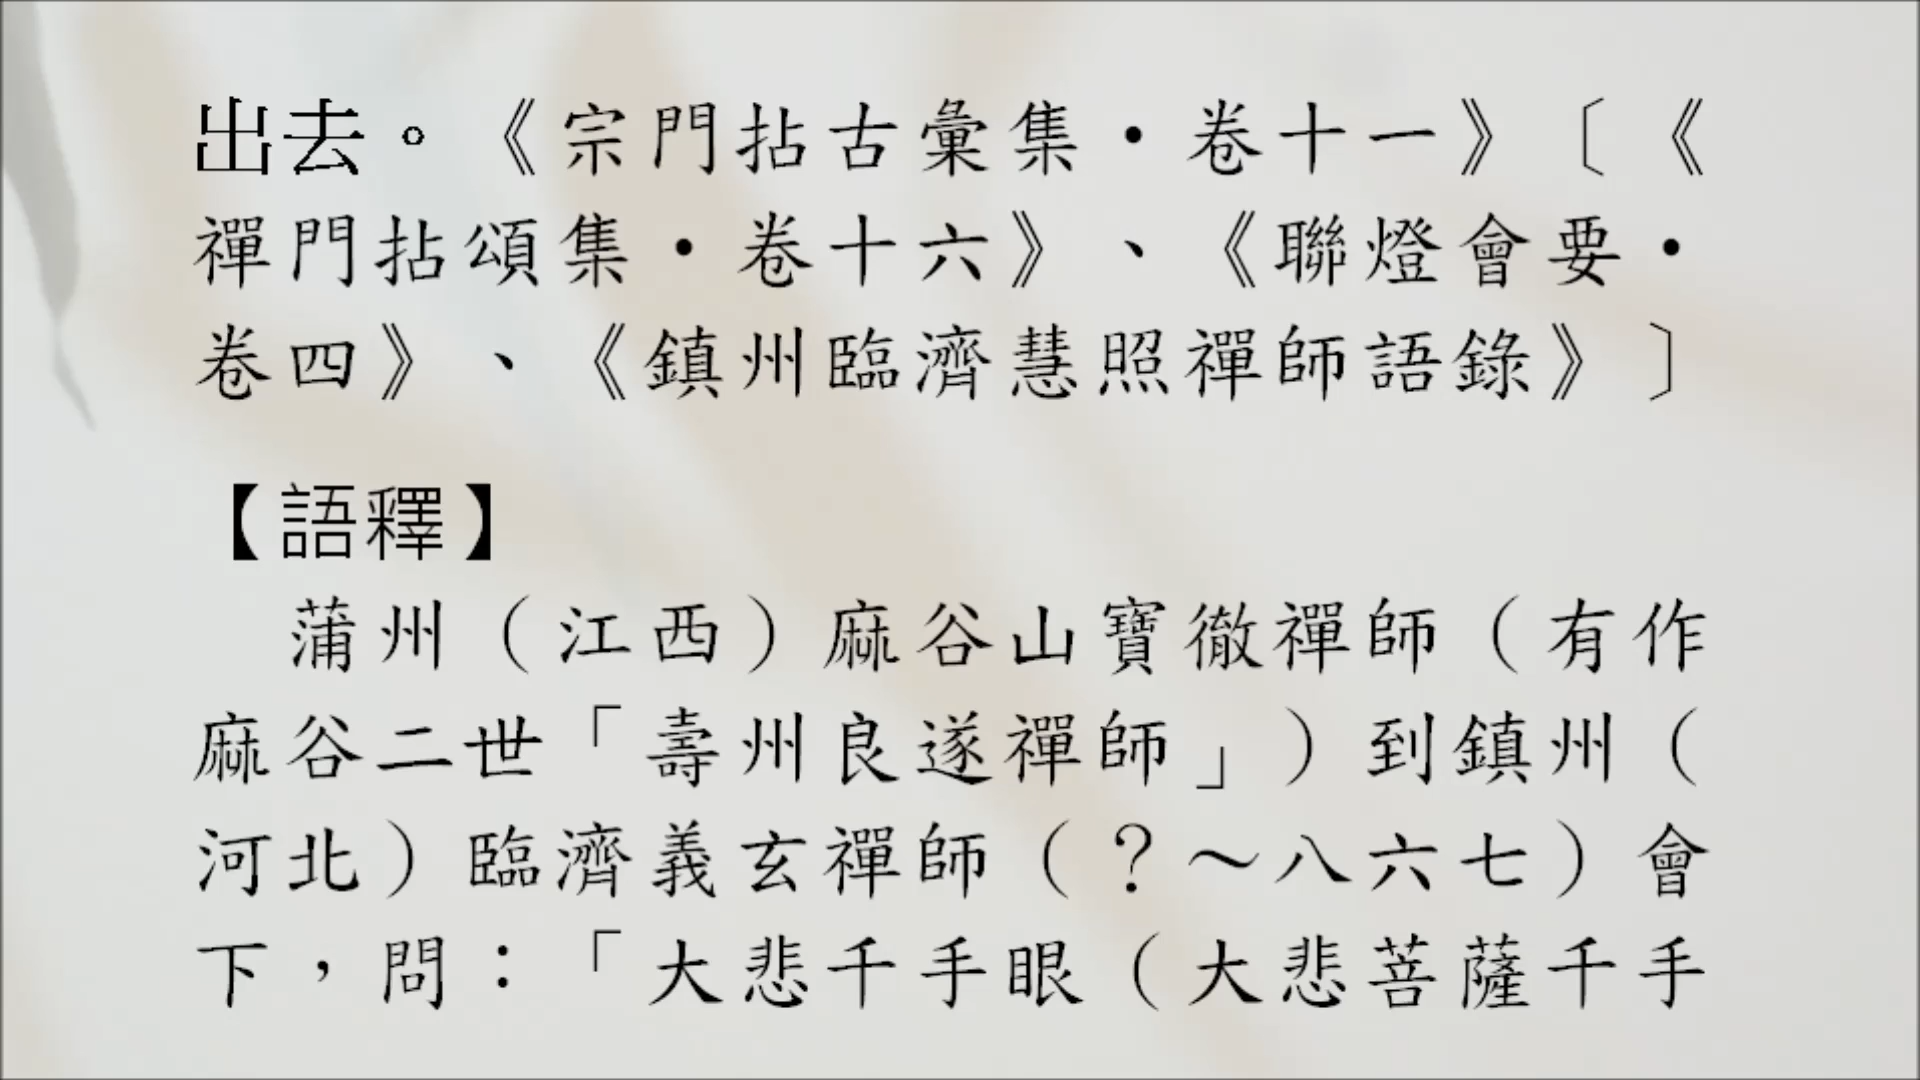 出去。《宗門拈古彙集·卷十一》〔《
禪門拈頌集·卷十六》、《聯燈會要·
卷四》、《鎮州臨濟慧照禪師語錄》〕
【語釋】
蒲州（江西）麻谷山寶徹禪師（有作
麻谷二世「壽州良遂禪師」）到鎮州（
河北）臨濟義玄禪師（？～八六七）會
下，問：「大悲千手眼（大悲菩薩千手